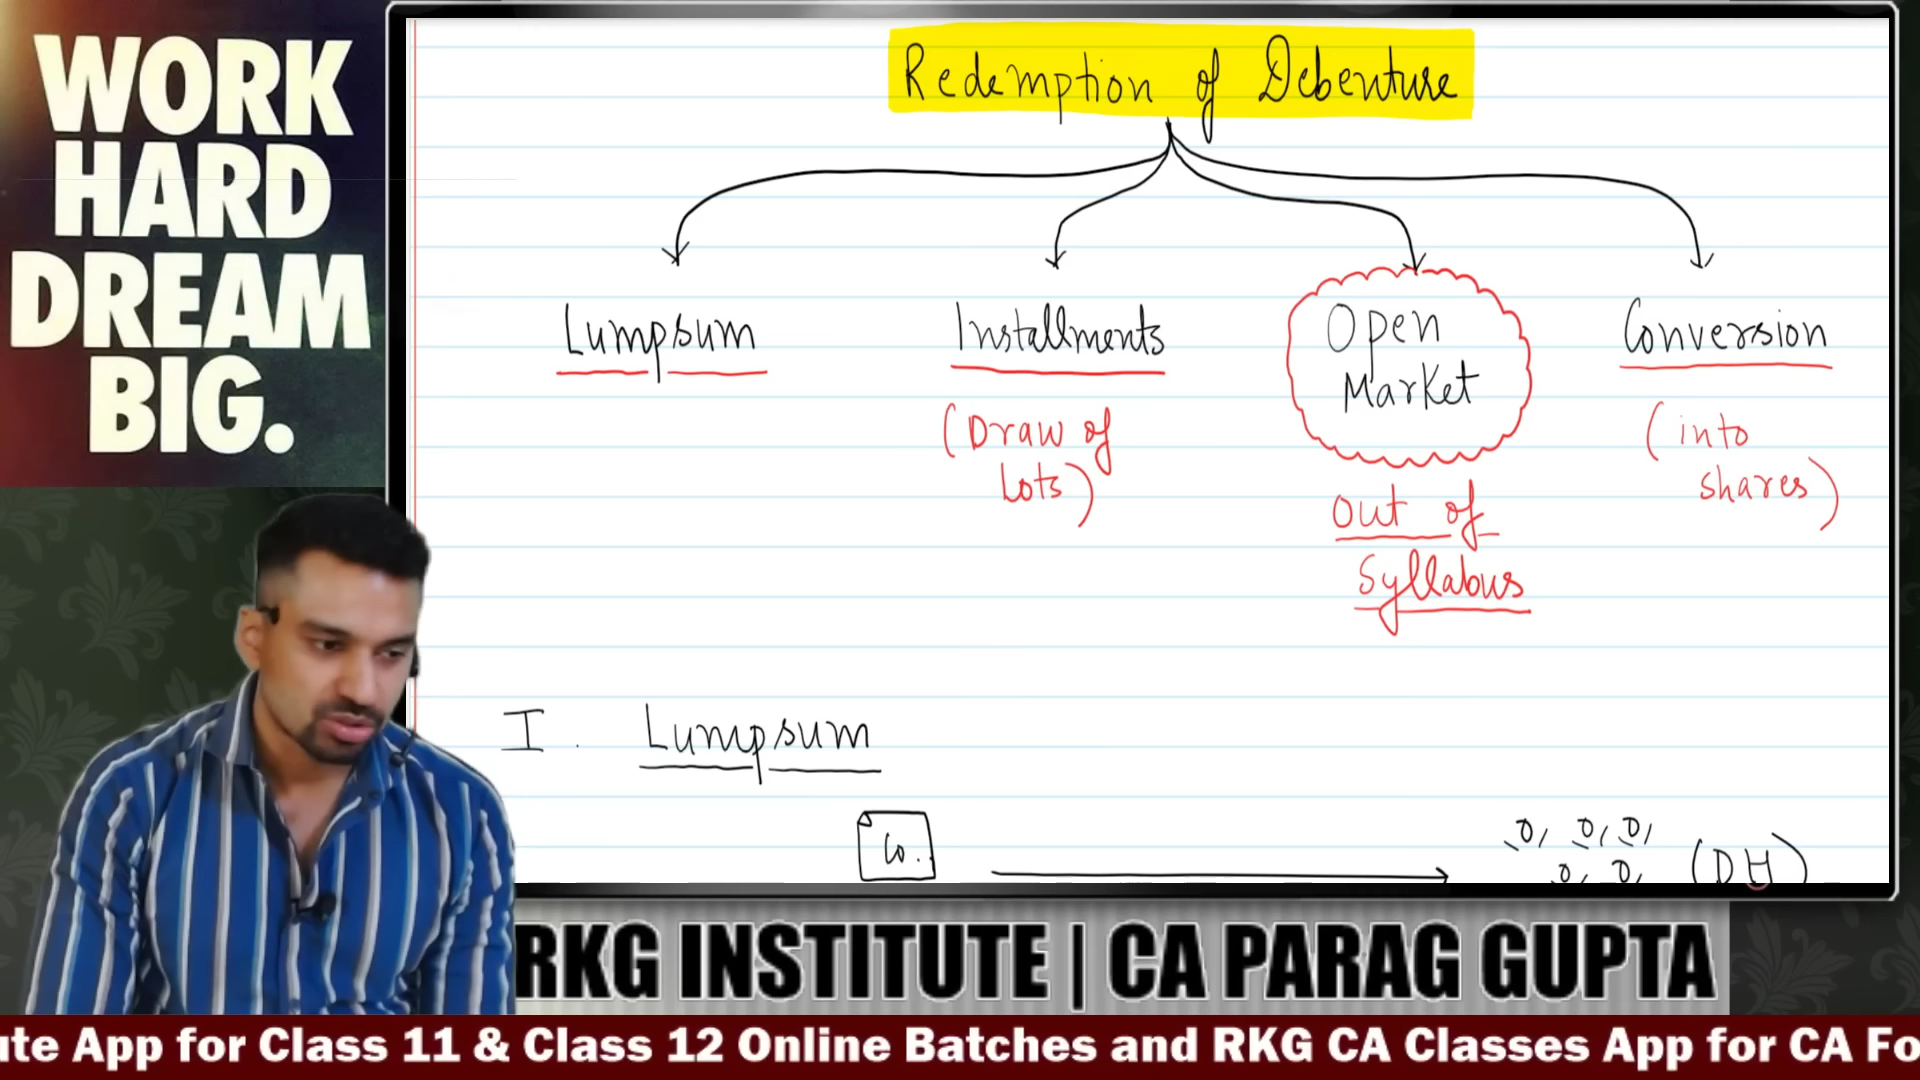 WORK
HARD
DREAM
BIG.
Redemption of Debenture
Lumpsum
Installments
(Draw of
lots)
Open
Market
Out of
Syllabus
Conversion
(into
shares)
I. Lumpsum
Co.
(DH)
RKG INSTITUTE | CA PARAG GUPTA
ute App for Class 11 & Class 12 Online Batches and RKG CA Classes App for CA Fo